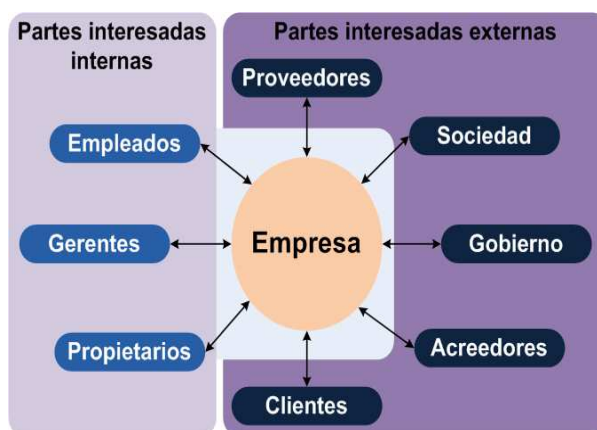 Partes interesadas
internas
Partes interesadas externas
Proveedores
Empleados
Sociedad
Gerentes
Empresa
Gobierno
Propietarios
Acreedores
Clientes